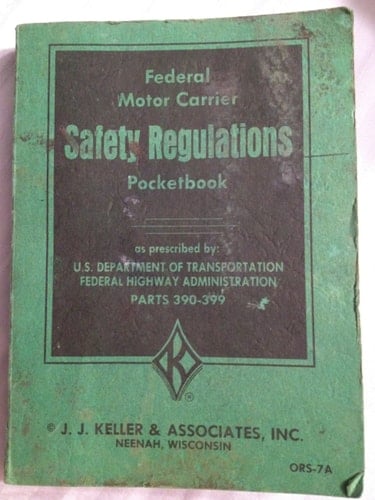 Federal
Motor Carrier
Safety Regulations
Pocketbook
as prescribed by:
U.S. DEPARTMENT OF TRANSPORTATION
FEDERAL HIGHWAY ADMINISTRATION
PARTS 390-399
K
®
© J. J. KELLER & ASSOCIATES, INC.
NEENAH, WISCONSIN
ORS-7A